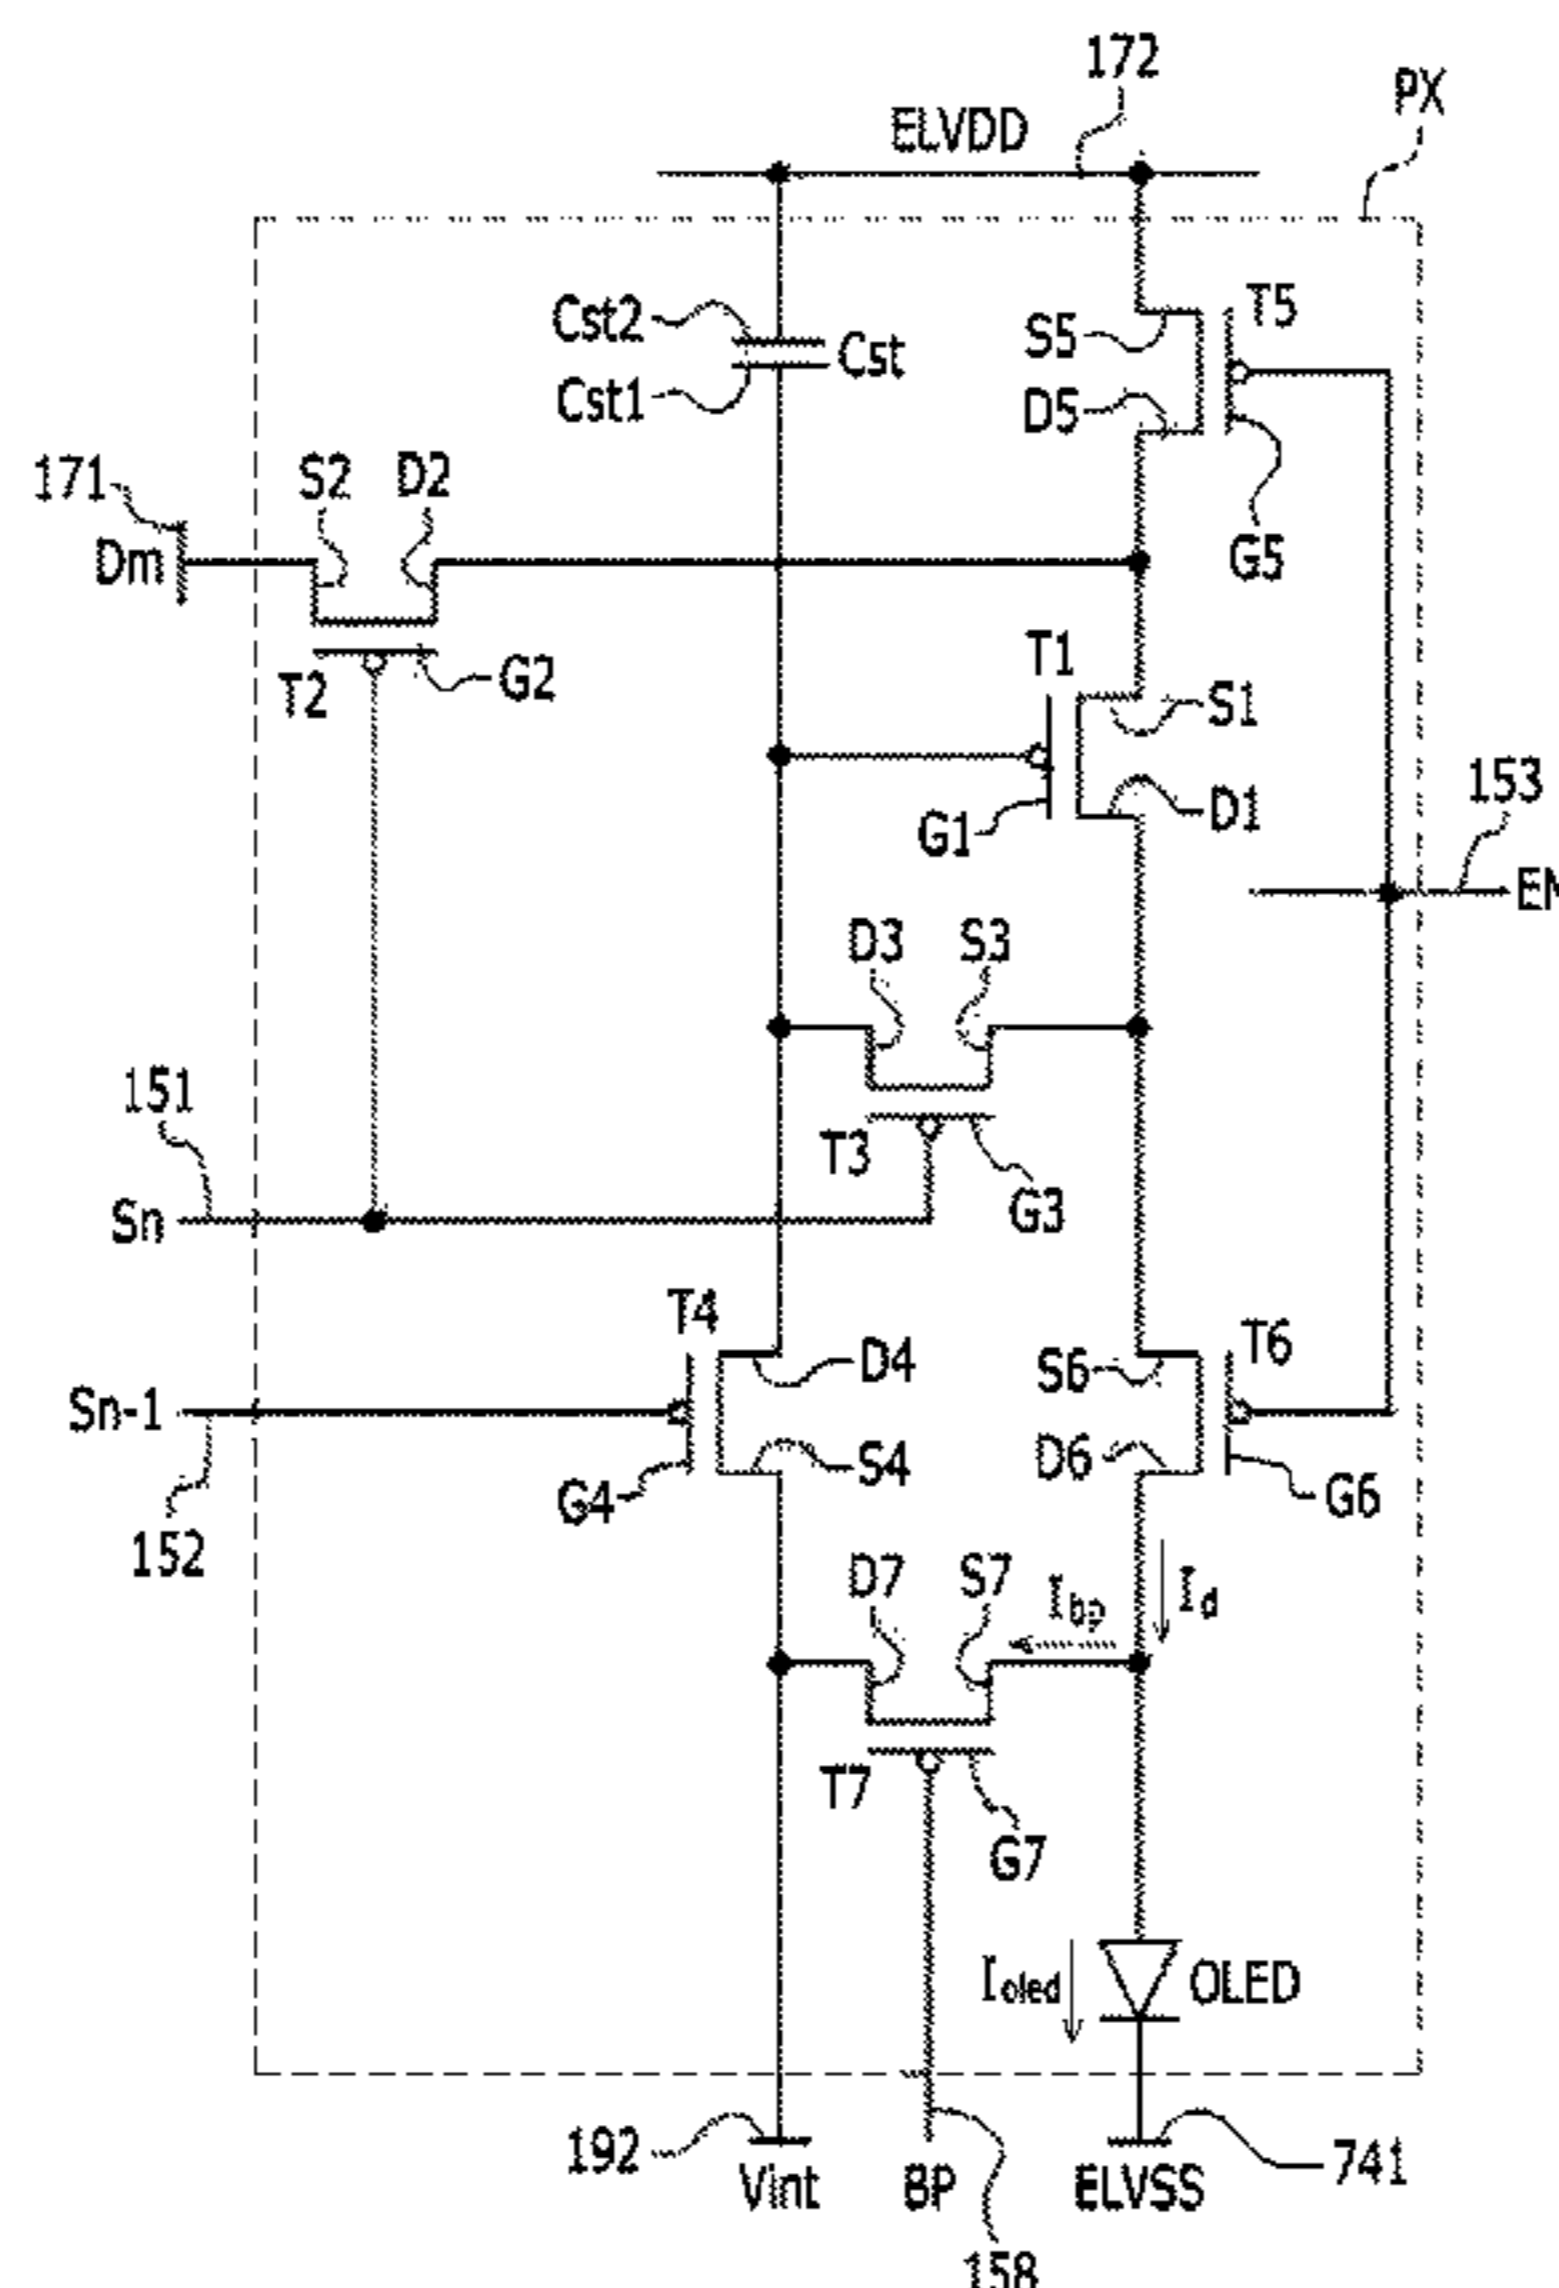 172
PX
ELVDD
Cst2
Cst
Cst1
S5
T5
D5
G5
171
S2
D2
Dm
T2
G2
T1
S1
G1
D1
153
D3
S3
151
T3
G3
Sn
T4
D4
S6
T6
Sn-1
S4
D6
G4
G6
152
D7
S7
Ibp
Id
T7
G7
Ioled
OLED
192
Vint
BP
ELVSS
741
158